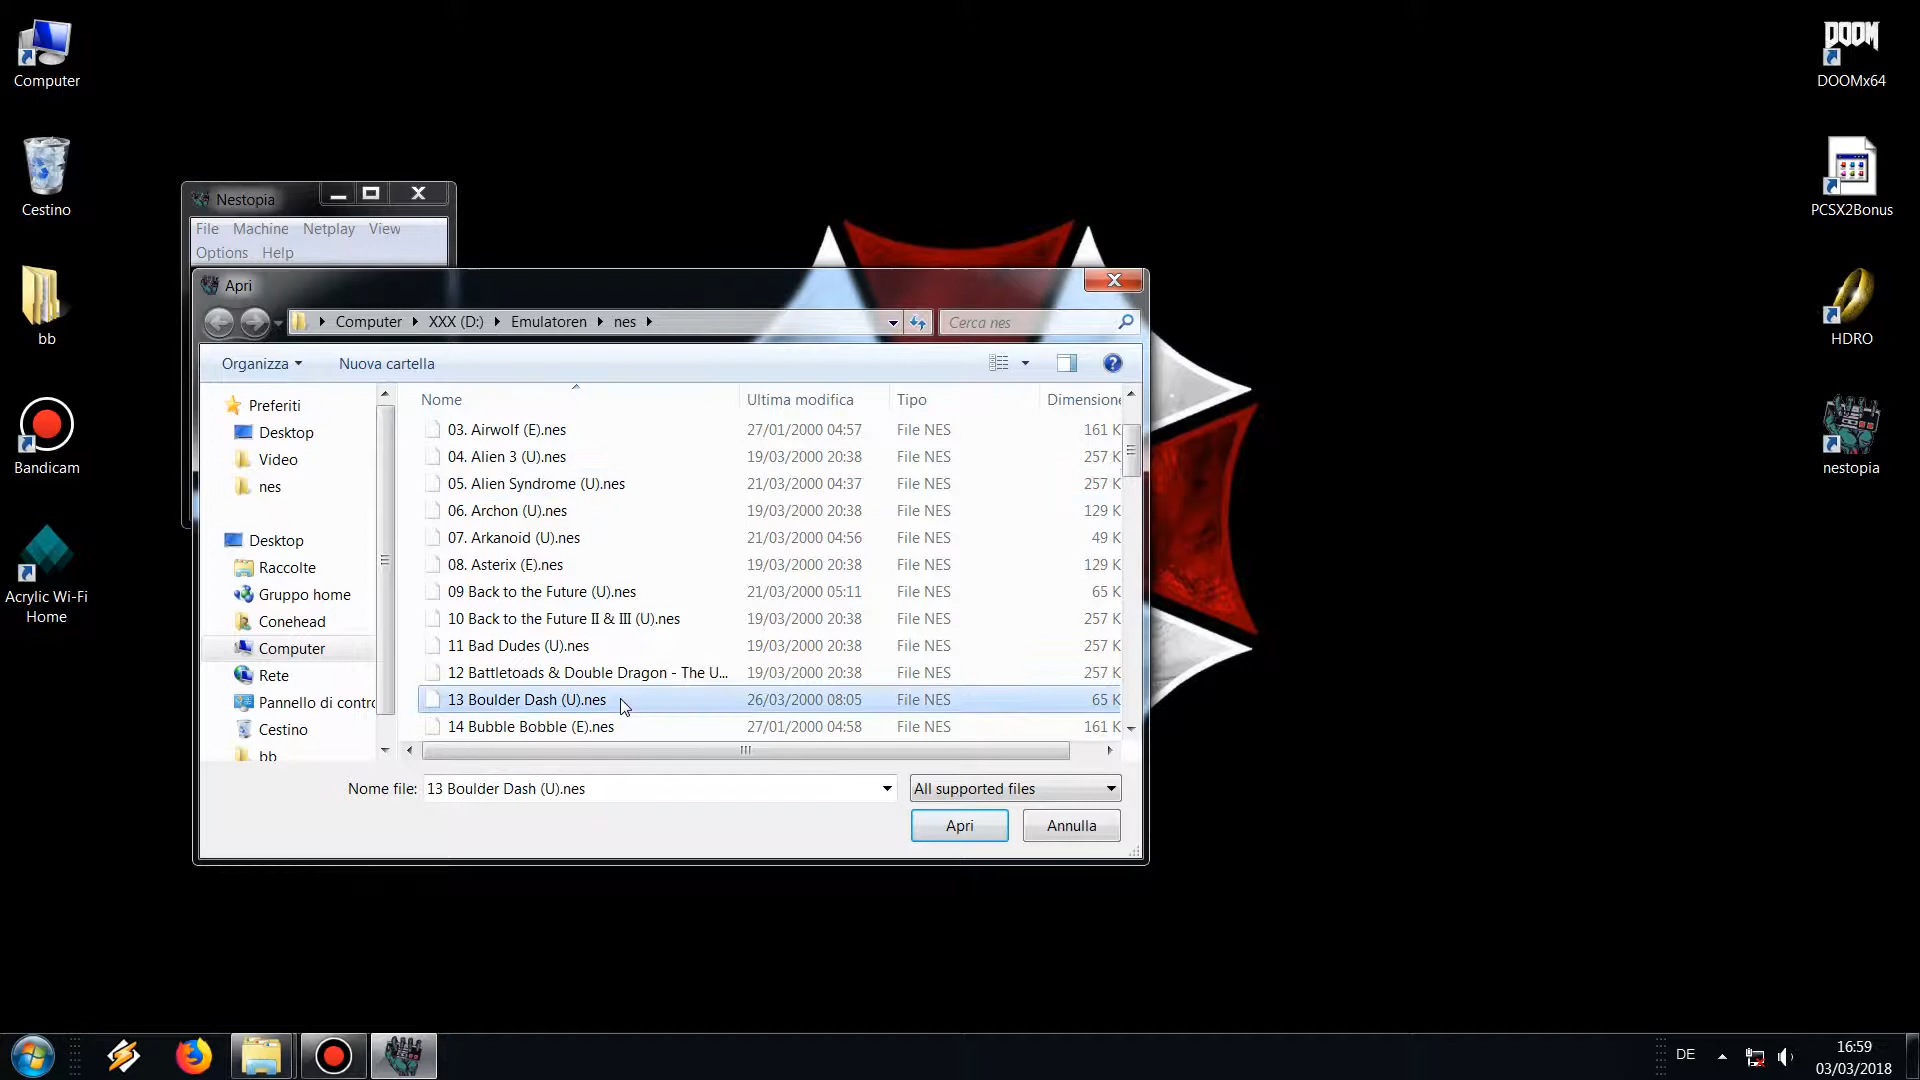 Computer
Cestino
bb
Bandicam
Acrylic Wi-Fi
Home
DOOM
DOOMx64
PCSX2Bonus
HDRO
nestopia
Nestopia
File Machine Netplay View
Options Help
Apri
Computer XXX (D:) Emulatoren nes
Cerca nes
Organizza Nuova cartella
Preferiti
Desktop
Video
nes
Desktop
Raccolte
Gruppo home
Conehead
Computer
Rete
Pannello di contro
Cestino
bb
Nome Ultima modifica Tipo Dimensione
03. Airwolf (E).nes 27/01/2000 04:57 File NES 161 K
04. Alien 3 (U).nes 19/03/2000 20:38 File NES 257 K
05. Alien Syndrome (U).nes 21/03/2000 04:37 File NES 257 K
06. Archon (U).nes 19/03/2000 20:38 File NES 129 K
07. Arkanoid (U).nes 21/03/2000 04:56 File NES 49 K
08. Asterix (E).nes 19/03/2000 20:38 File NES 129 K
09 Back to the Future (U).nes 21/03/2000 05:11 File NES 65 K
10 Back to the Future II & III (U).nes 19/03/2000 20:38 File NES 257 K
11 Bad Dudes (U).nes 19/03/2000 20:38 File NES 257 K
12 Battletoads & Double Dragon - The U... 19/03/2000 20:38 File NES 257 K
13 Boulder Dash (U).nes 26/03/2000 08:05 File NES 65 K
14 Bubble Bobble (E).nes 27/01/2000 04:58 File NES 161 K
Nome file: 13 Boulder Dash (U).nes All supported files
Apri Annulla
DE
16:59
03/03/2018